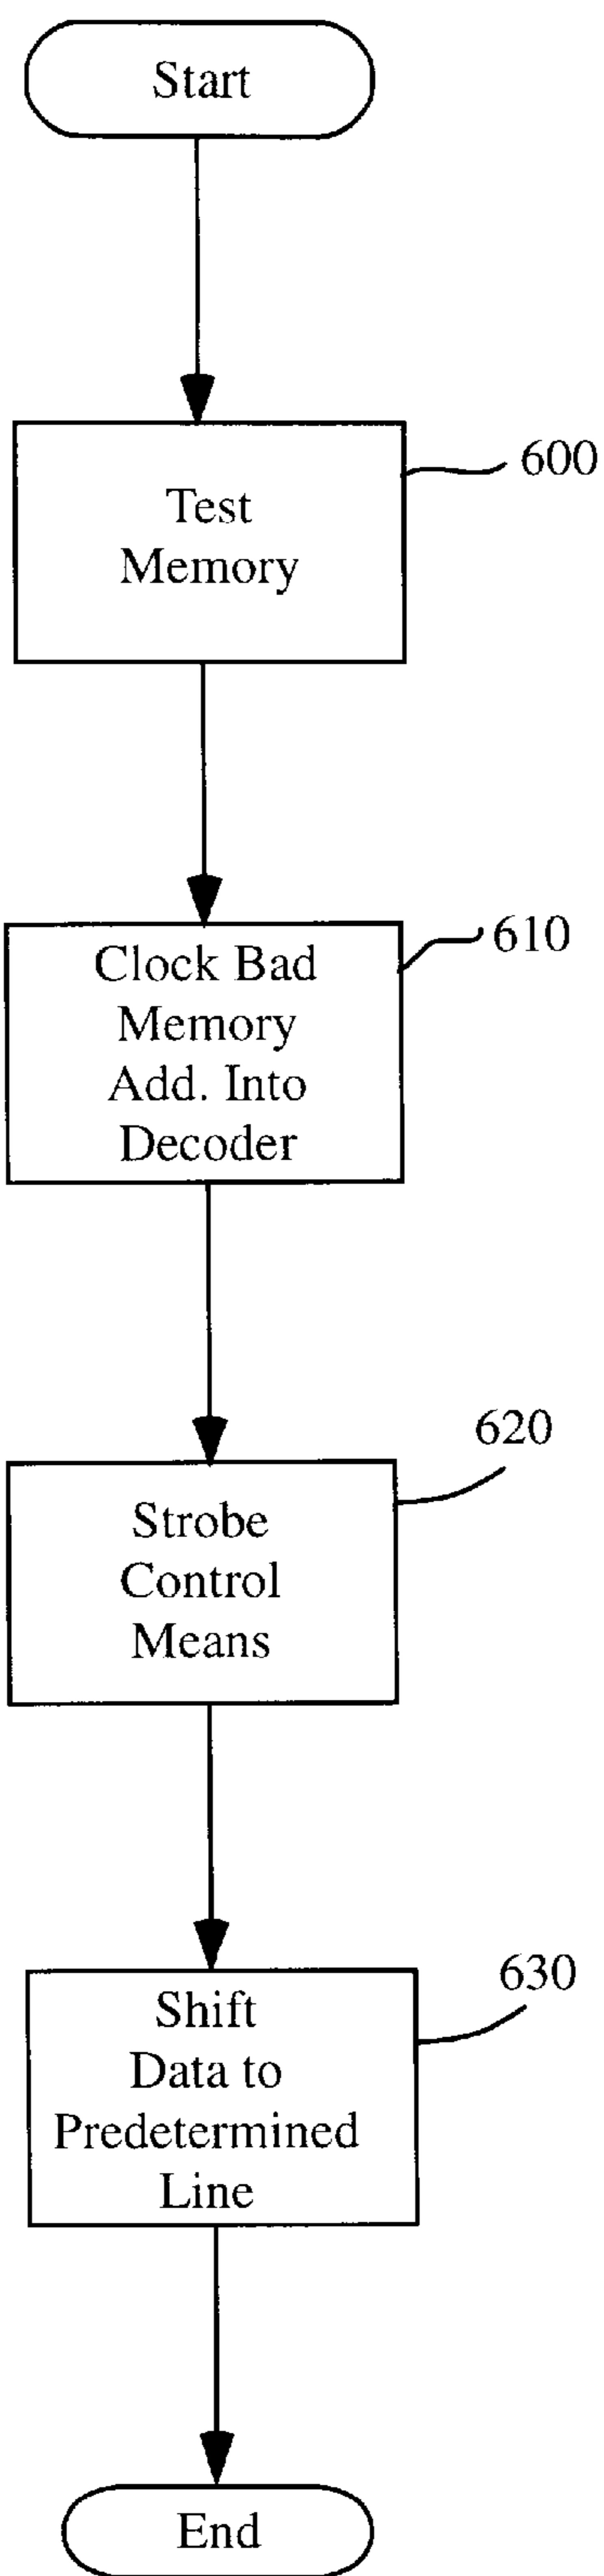 Start
600
Test
Memory
610
Clock Bad
Memory
Add. Into
Decoder
620
Strobe
Control
Means
630
Shift
Data to
Predetermined
Line
End